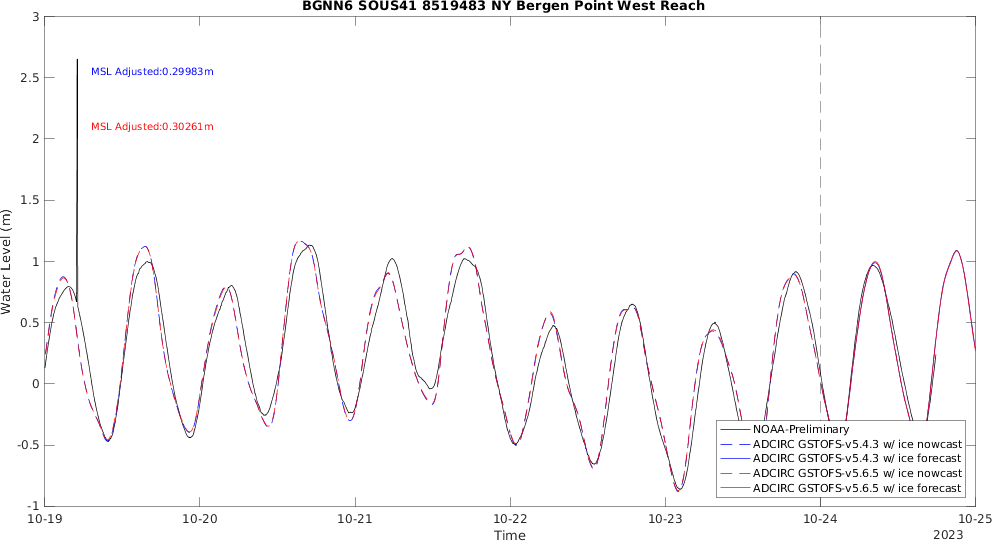 BGNN6 SOUS41 8519483 NY Bergen Point West Reach
3
2.5
2
1.5
1
0.5
0
-0.5
-1
Water Level (m)
MSL Adjusted:0.29983m
MSL Adjusted:0.30261m
NOAA-Preliminary
ADCIRC GSTOFS-v5.4.3 w/ ice nowcast
ADCIRC GSTOFS-v5.4.3 w/ ice forecast
ADCIRC GSTOFS-v5.6.5 w/ ice nowcast
ADCIRC GSTOFS-v5.6.5 w/ ice forecast
10-19 10-20 10-21 10-22 10-23 10-24 10-25
Time
2023